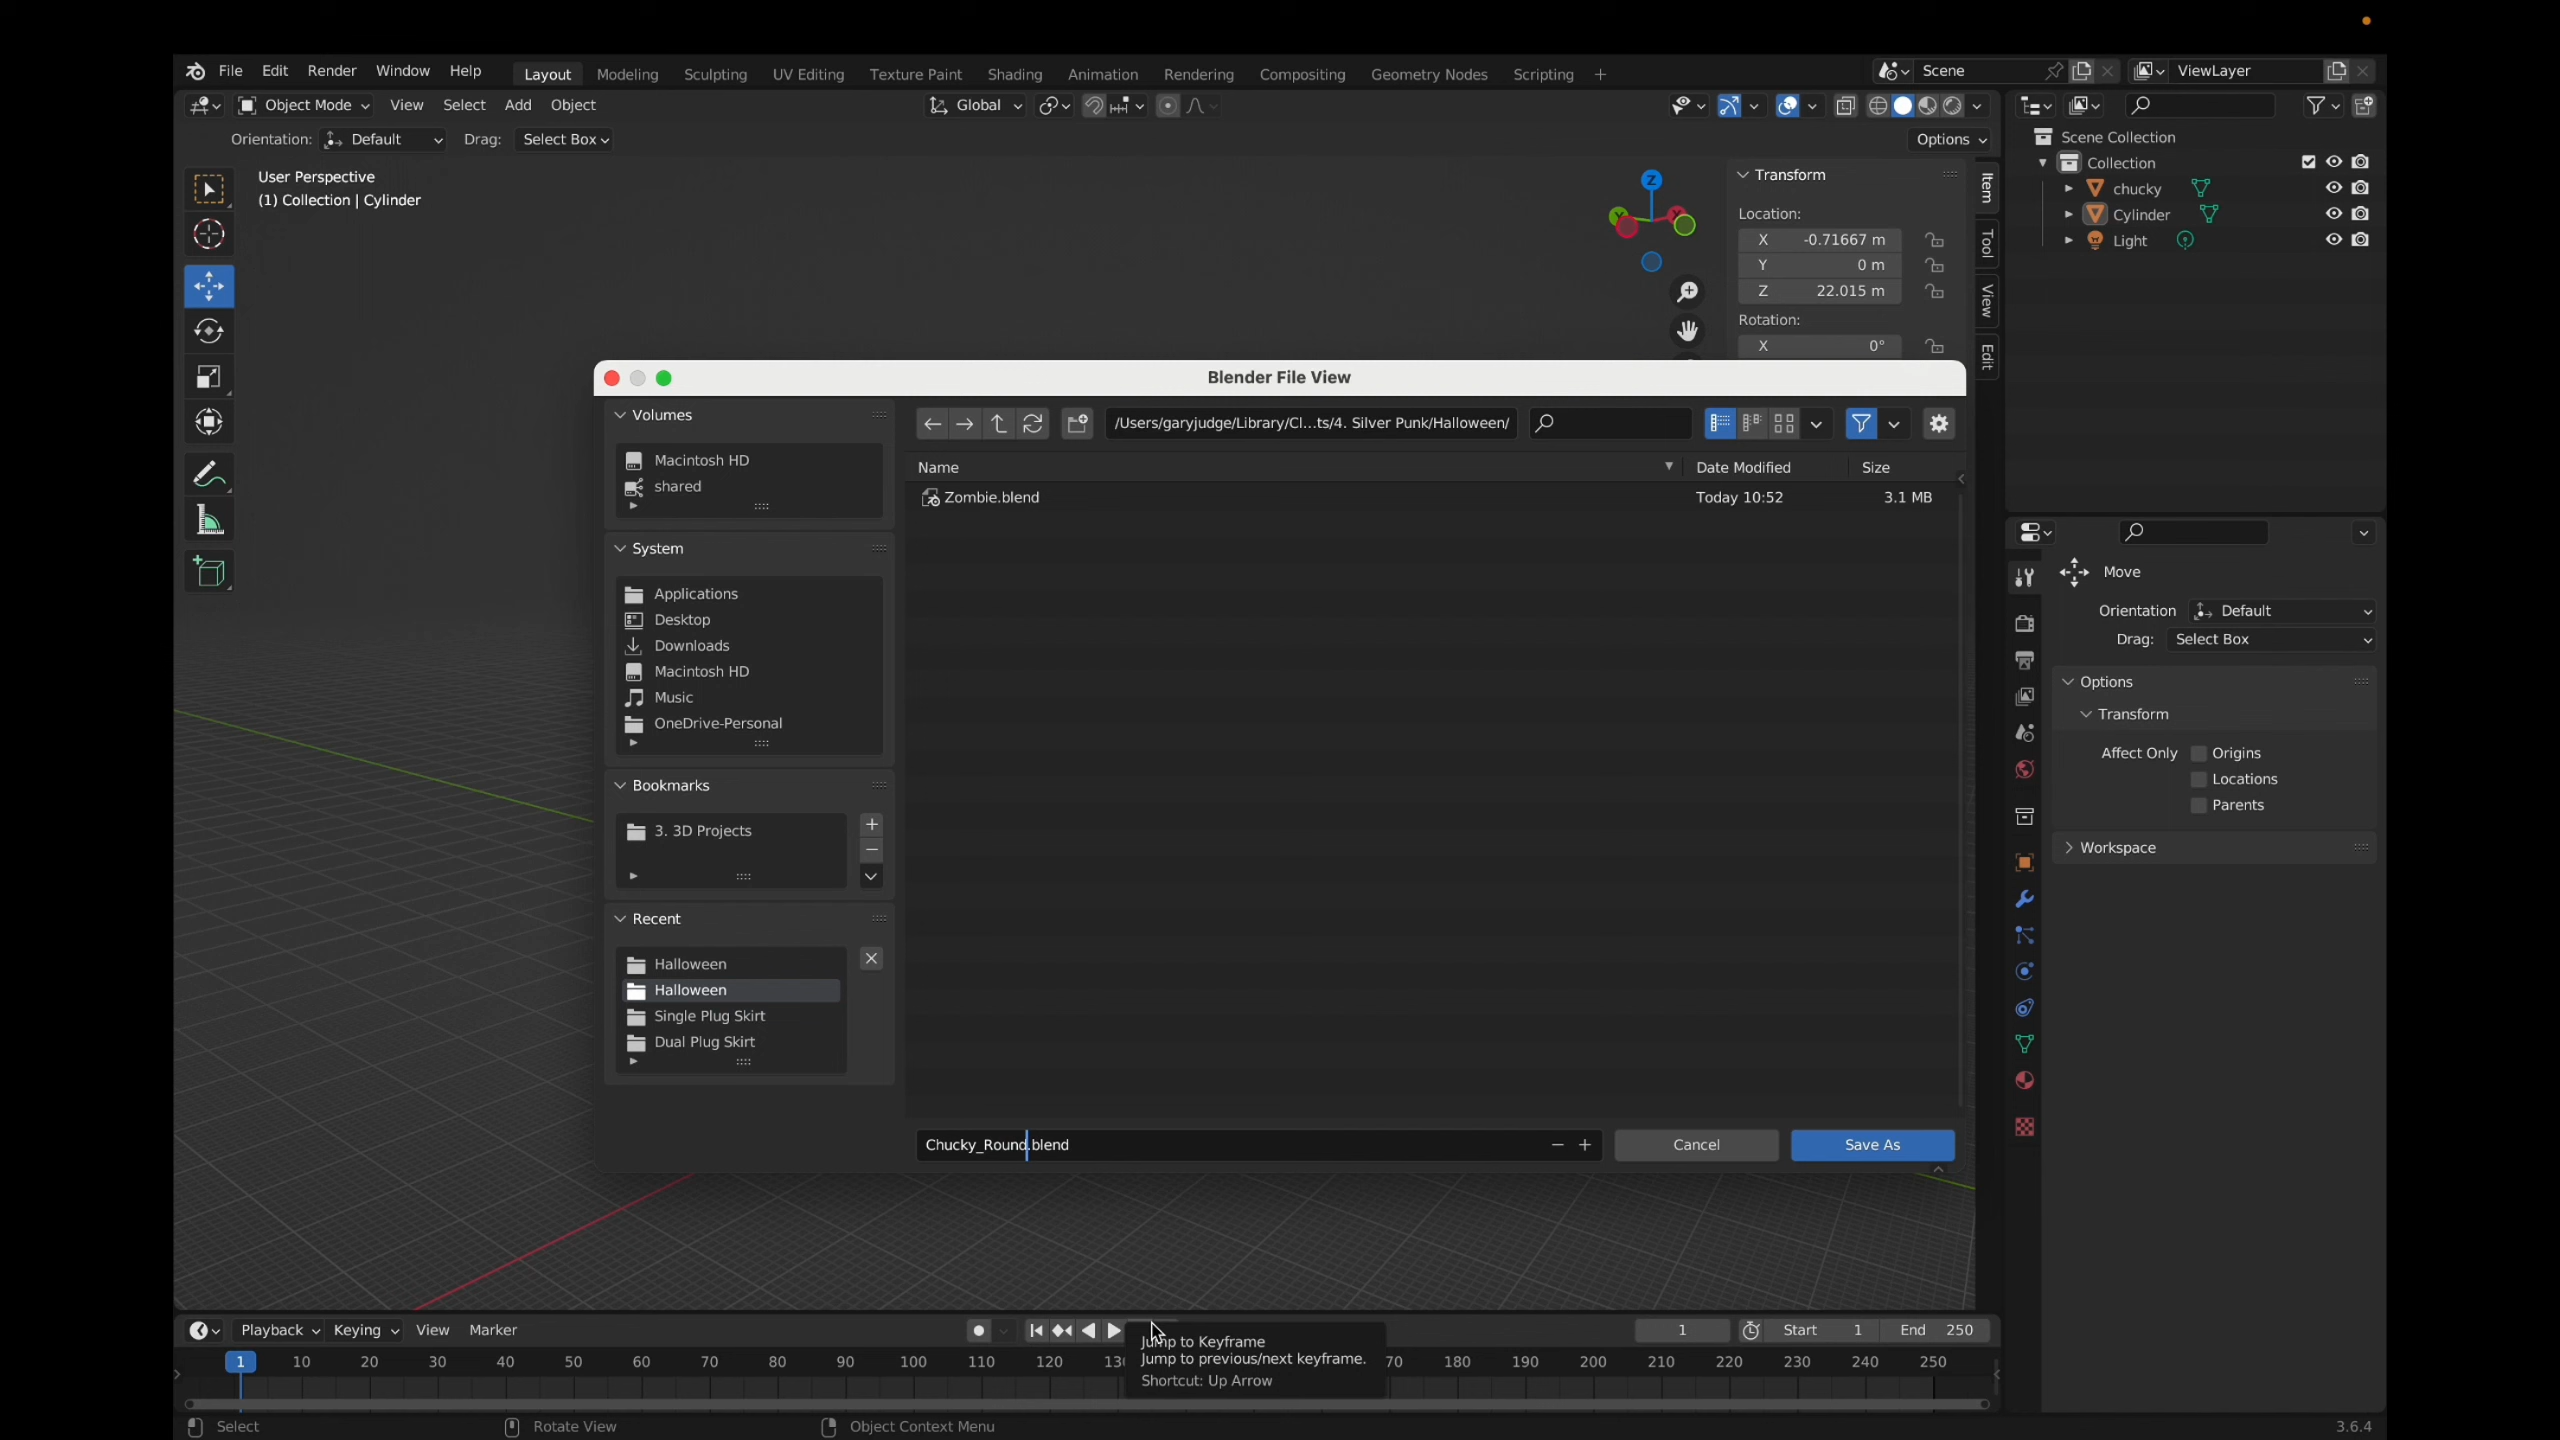 File Edit Render Window Help Layout Modeling Sculpting UV Editing Texture Paint Shading Animation Rendering Compositing Geometry Nodes Scripting + Scene ViewLayer
Object Mode View Select Add Object Global
Orientation: Default Drag: Select Box Options
User Perspective
(1) Collection | Cylinder
Z
Y
X
Transform
Location:
X -0.71667 m
Y 0 m
Z 22.015 m
Rotation:
X 0°
Item
Tool
View
Edit
Scene Collection
Collection
chucky
Cylinder
Light
Blender File View
Volumes
Macintosh HD
shared
System
Applications
Desktop
Downloads
Macintosh HD
Music
OneDrive-Personal
Bookmarks
3. 3D Projects
Recent
Halloween
Halloween
Single Plug Skirt
Dual Plug Skirt
/Users/garyjudge/Library/Cl...ts/4. Silver Punk/Halloween/
Name Date Modified Size
Zombie.blend Today 10:52 3.1 MB
Chucky_Round.blend Cancel Save As
Move
Orientation Default
Drag: Select Box
Options
Transform
Affect Only Origins
Locations
Parents
Workspace
Playback Keying View Marker 1 Start 1 End 250
Jump to Keyframe
Jump to previous/next keyframe.
Shortcut: Up Arrow
1 10 20 30 40 50 60 70 80 90 100 110 120 180 190 200 210 220 230 240 250
Select Rotate View Object Context Menu 3.6.4